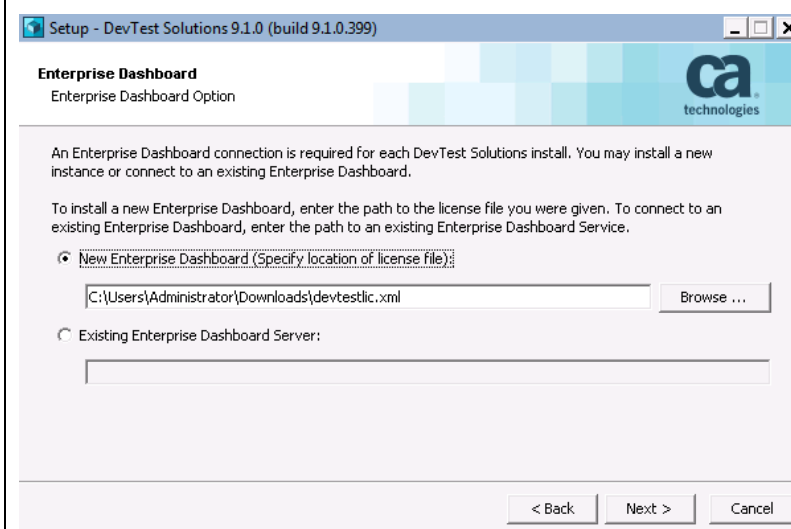 Setup - DevTest Solutions 9.1.0 (build 9.1.0.399)
Enterprise Dashboard
Enterprise Dashboard Option
ca
technologies
An Enterprise Dashboard connection is required for each DevTest Solutions install. You may install a new
instance or connect to an existing Enterprise Dashboard.
To install a new Enterprise Dashboard, enter the path to the license file you were given. To connect to an
existing Enterprise Dashboard, enter the path to an existing Enterprise Dashboard Service.
New Enterprise Dashboard (Specify location of license file):
C:\Users\Administrator\Downloads\devtestlic.xml
Browse ...
Existing Enterprise Dashboard Server:
< Back
Next >
Cancel